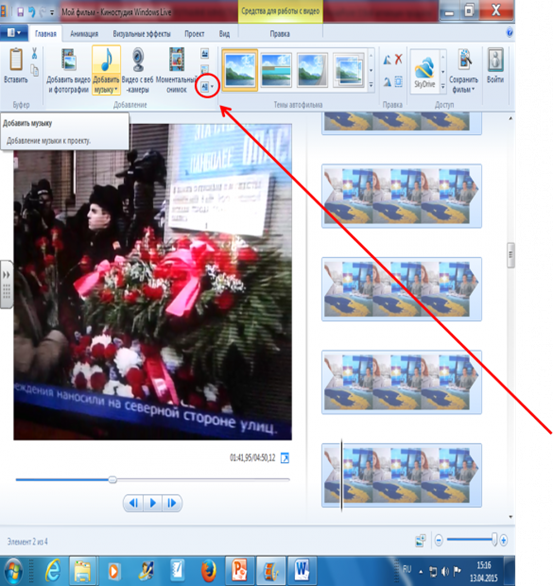 Мой фильм - Киностудия Windows Live
Средства для работы с видео
Главная
Анимация
Визуальные эффекты
Проект
Вид
Правка
Вставить
Добавить видео и фотографии
Добавить музыку
Видео с веб-камеры
Моментальный снимок
SkyDrive
Сохранить фильм
Войти
Буфер
Добавление
Темы автофильма
Правка
Доступ
Добавить музыку
Добавление музыки к проекту.
ждения наносили на северной стороне улиц.
01:41,95/04:50,12
Элемент 2 из 4
RU
15:16
13.04.2015